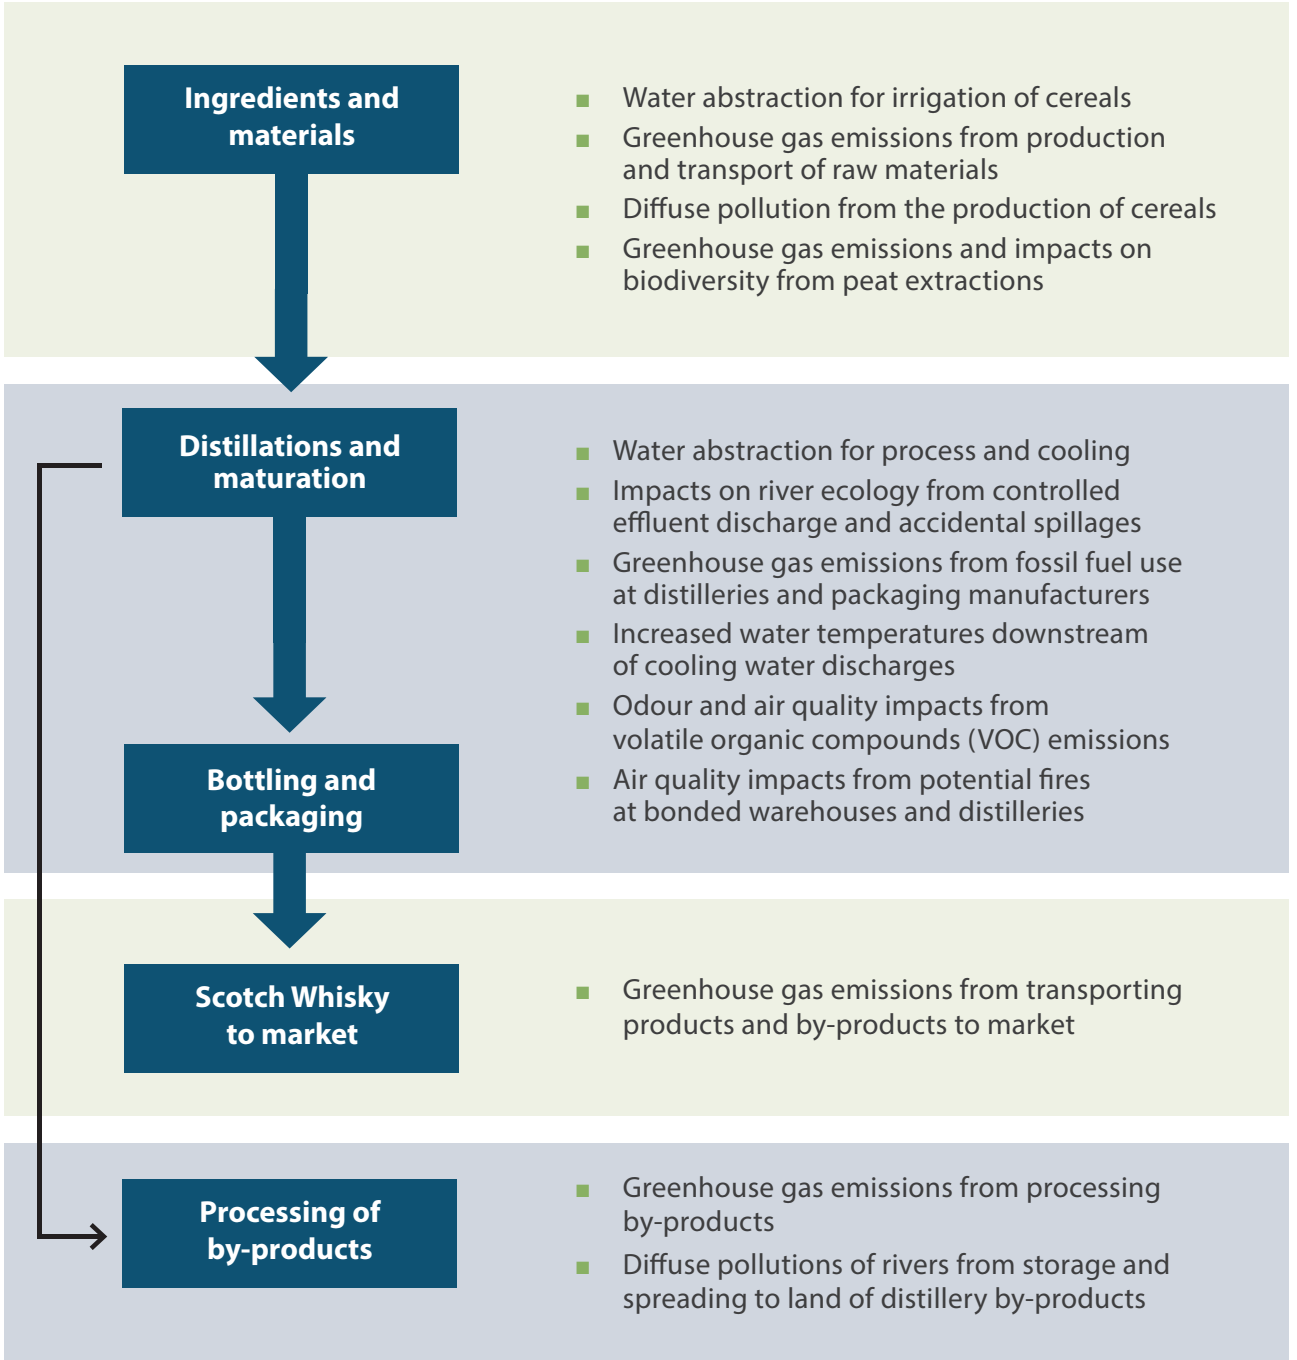 Ingredients and
materials
Water abstraction for irrigation of cereals
Greenhouse gas emissions from production
and transport of raw materials
Diffuse pollution from the production of cereals
Greenhouse gas emissions and impacts on
biodiversity from peat extractions
Distillations and
maturation
Water abstraction for process and cooling
Impacts on river ecology from controlled
effluent discharge and accidental spillages
Greenhouse gas emissions from fossil fuel use
at distilleries and packaging manufacturers
Increased water temperatures downstream
of cooling water discharges
Odour and air quality impacts from
volatile organic compounds (VOC) emissions
Air quality impacts from potential fires
at bonded warehouses and distilleries
Bottling and
packaging
Scotch Whisky
to market
Greenhouse gas emissions from transporting
products and by-products to market
Processing of
by-products
Greenhouse gas emissions from processing
by-products
Diffuse pollutions of rivers from storage and
spreading to land of distillery by-products